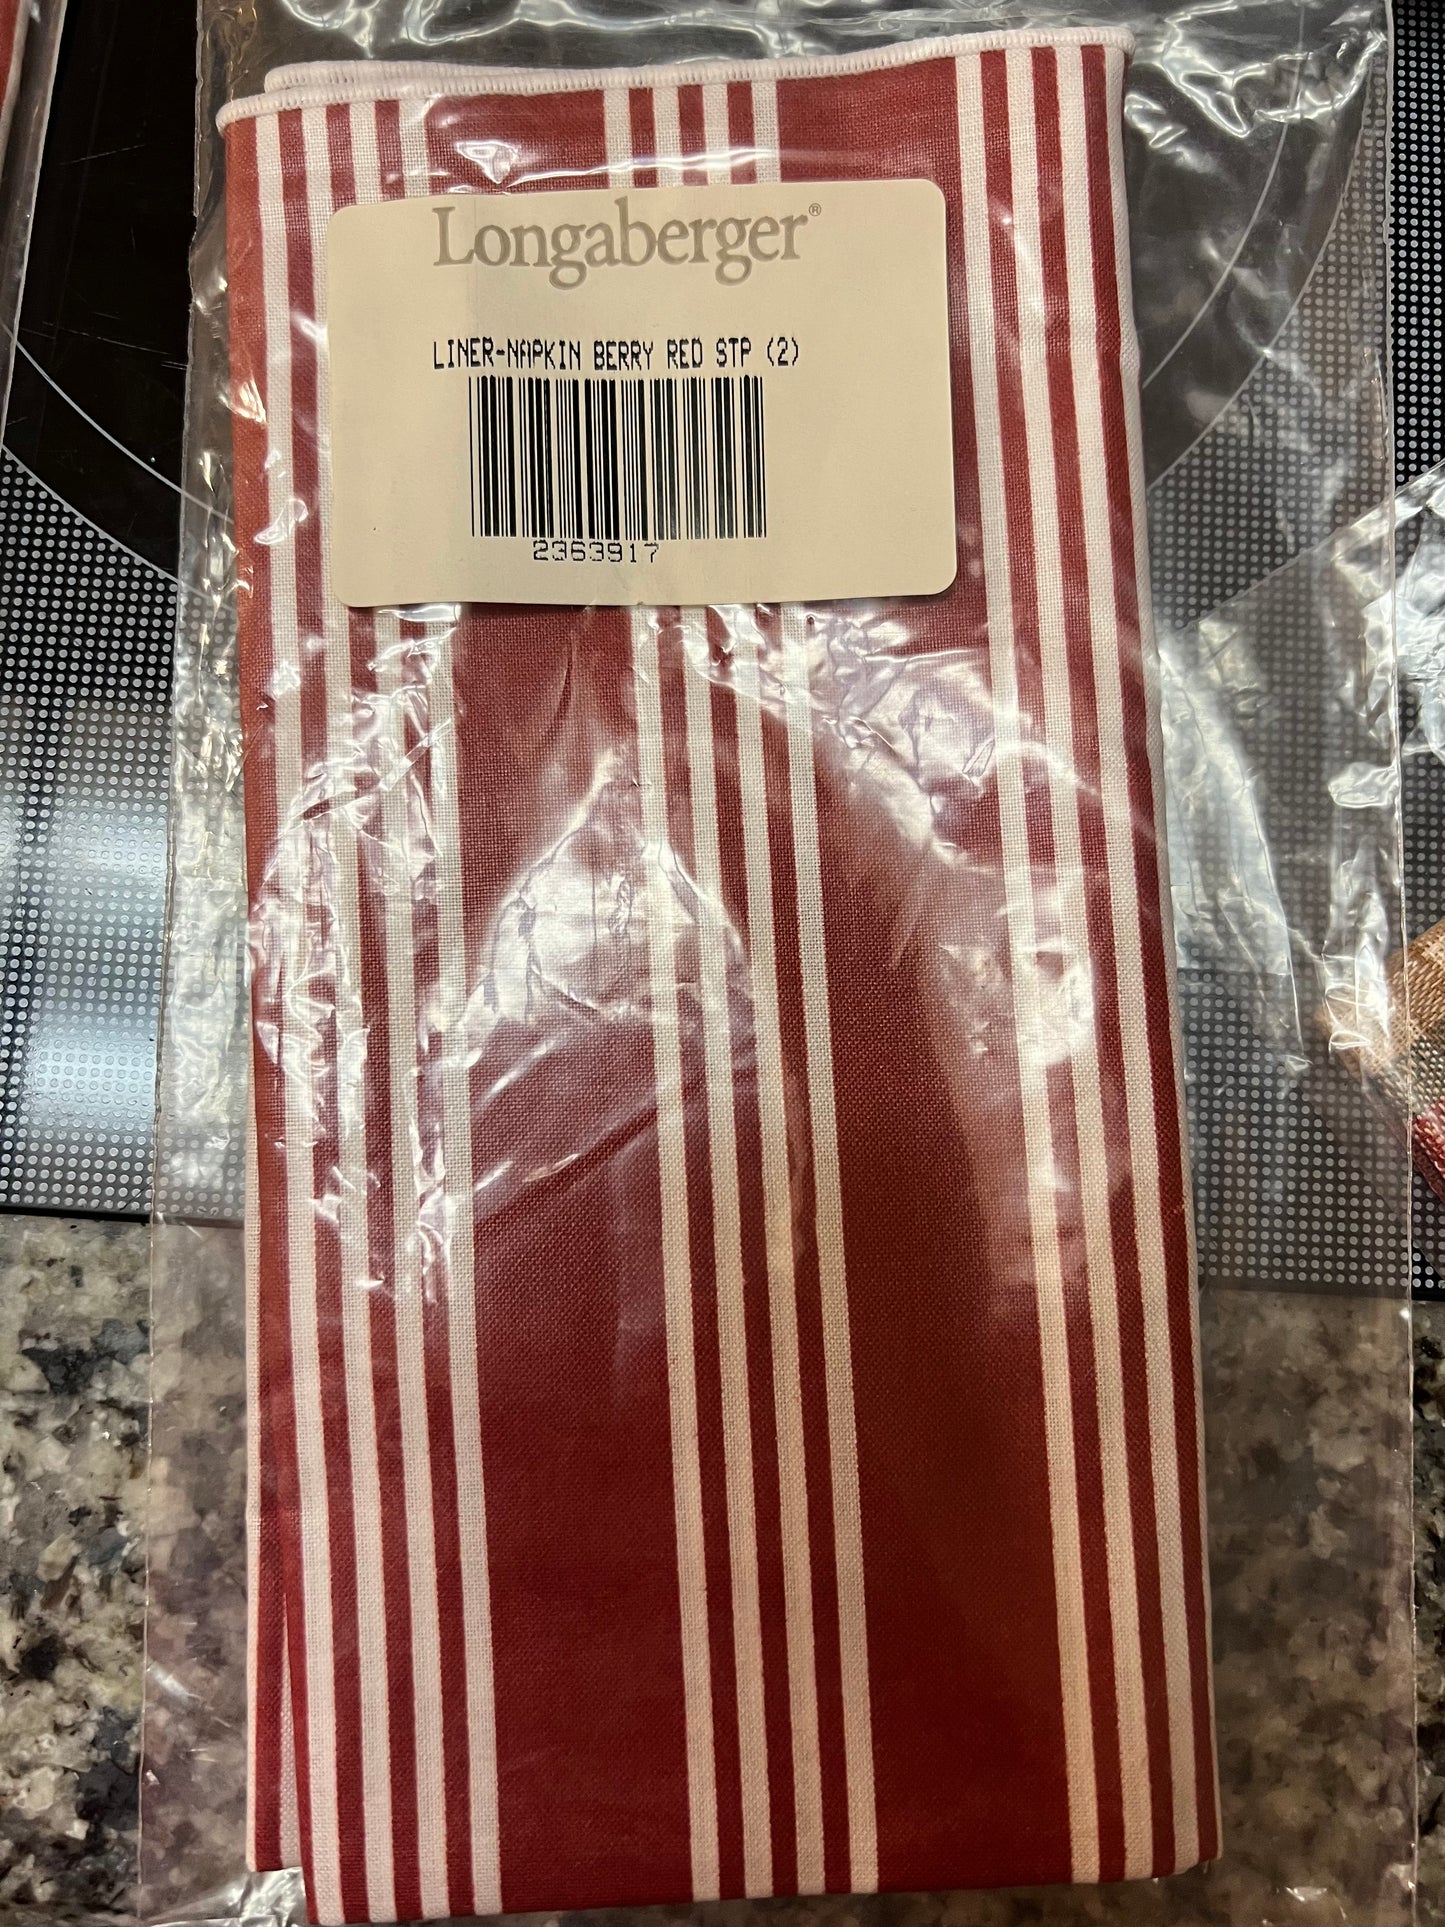 Longaberger®
LINER-NAPKIN BERRY RED STP (2)
2363917